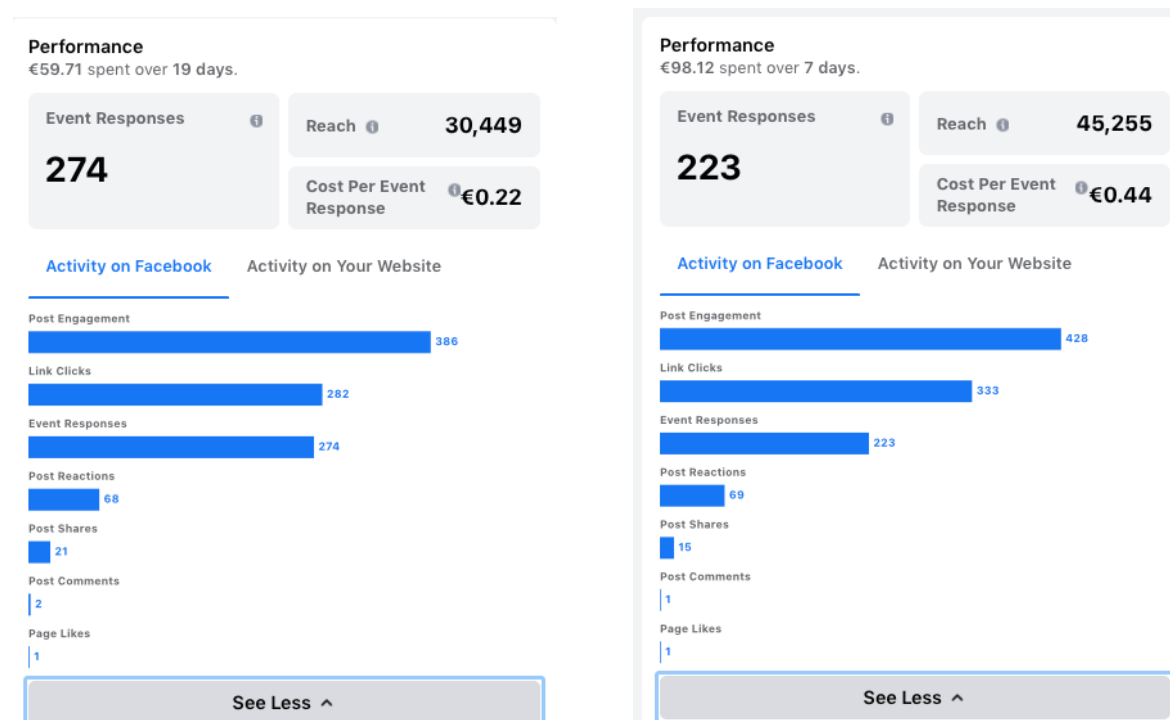 Performance
€59.71 spent over 19 days.
Event Responses
274
Reach 30,449
Cost Per Event
Response
€0.22
Activity on Facebook Activity on Your Website
Post Engagement
386
Link Clicks
282
Event Responses
274
Post Reactions
68
Post Shares
21
Post Comments
2
Page Likes
1
See Less
Performance
€98.12 spent over 7 days.
Event Responses
223
Reach 45,255
Cost Per Event
Response
€0.44
Activity on Facebook Activity on Your Website
Post Engagement
428
Link Clicks
333
Event Responses
223
Post Reactions
69
Post Shares
15
Post Comments
1
Page Likes
1
See Less